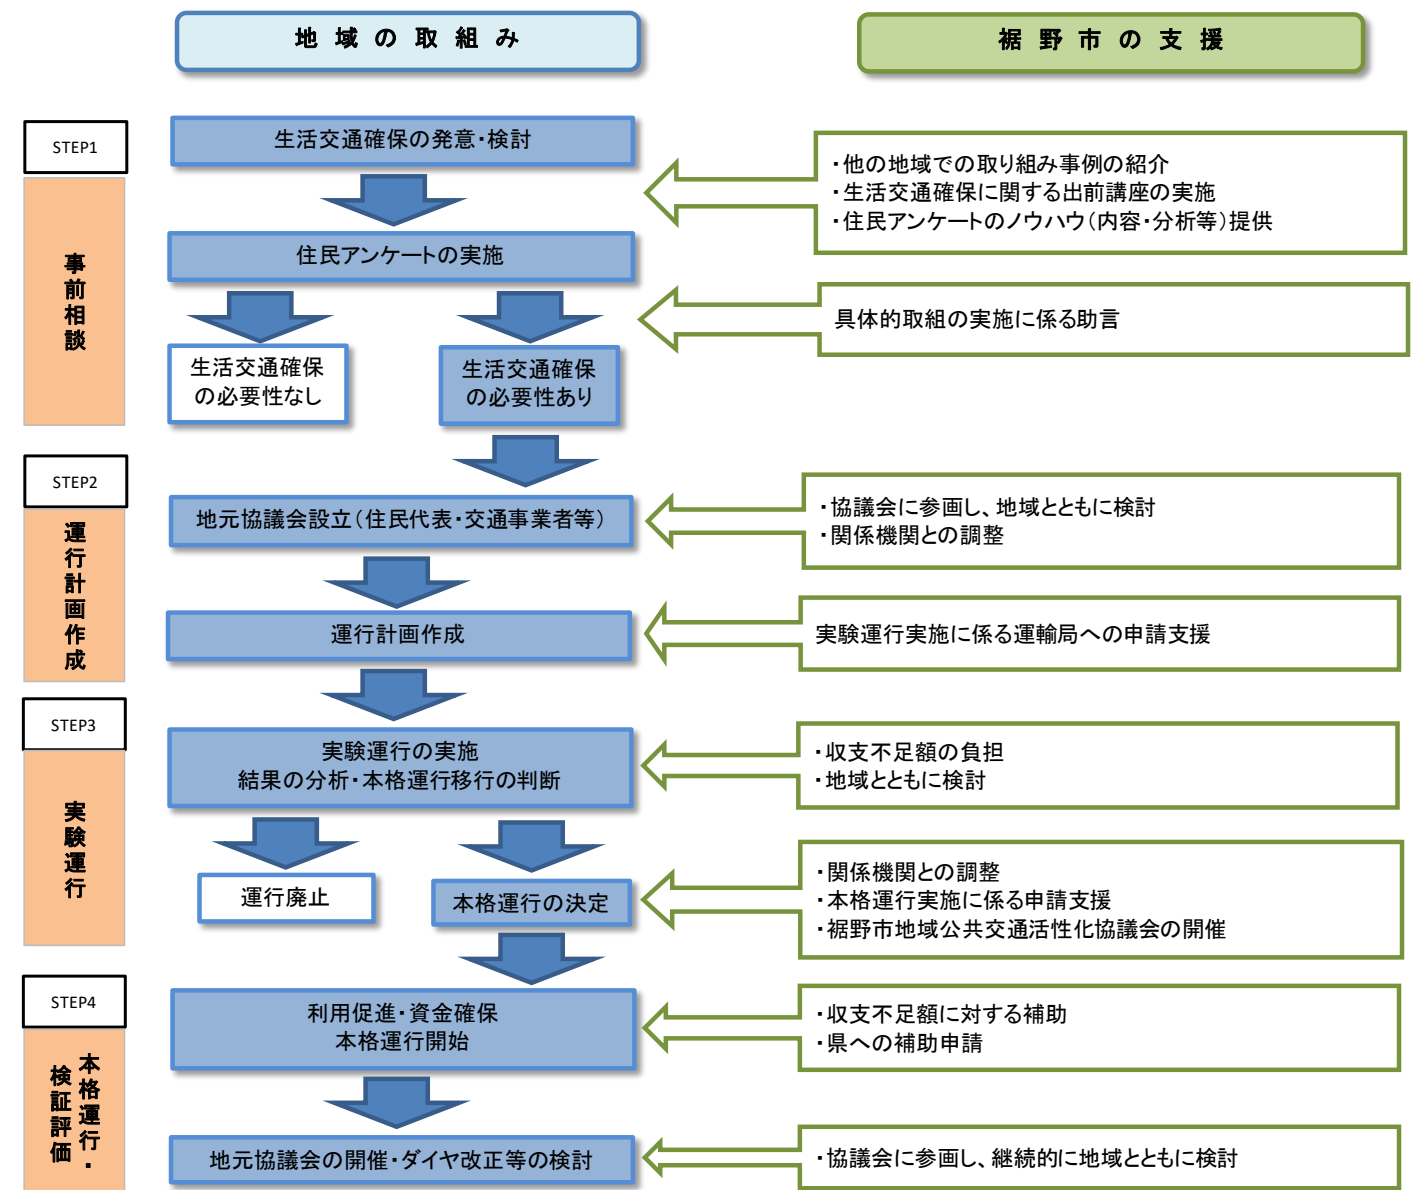 地域の取組み
裾野市の支援
STEP1
事前相談
生活交通確保の発意・検討
・他の地域での取り組み事例の紹介
・生活交通確保に関する出前講座の実施
・住民アンケートのノウハウ(内容・分析等)提供
住民アンケートの実施
具体的取組の実施に係る助言
生活交通確保
の必要性なし
生活交通確保
の必要性あり
STEP2
運行計画作成
地元協議会設立(住民代表・交通事業者等)
・協議会に参画し、地域とともに検討
・関係機関との調整
運行計画作成
実験運行実施に係る運輸局への申請支援
STEP3
実験運行
実験運行の実施
結果の分析・本格運行移行の判断
・収支不足額の負担
・地域とともに検討
運行廃止
本格運行の決定
・関係機関との調整
・本格運行実施に係る申請支援
・裾野市地域公共交通活性化協議会の開催
STEP4
本格運行・
検証評価
利用促進・資金確保
本格運行開始
・収支不足額に対する補助
・県への補助申請
地元協議会の開催・ダイヤ改正等の検討
・協議会に参画し、継続的に地域とともに検討